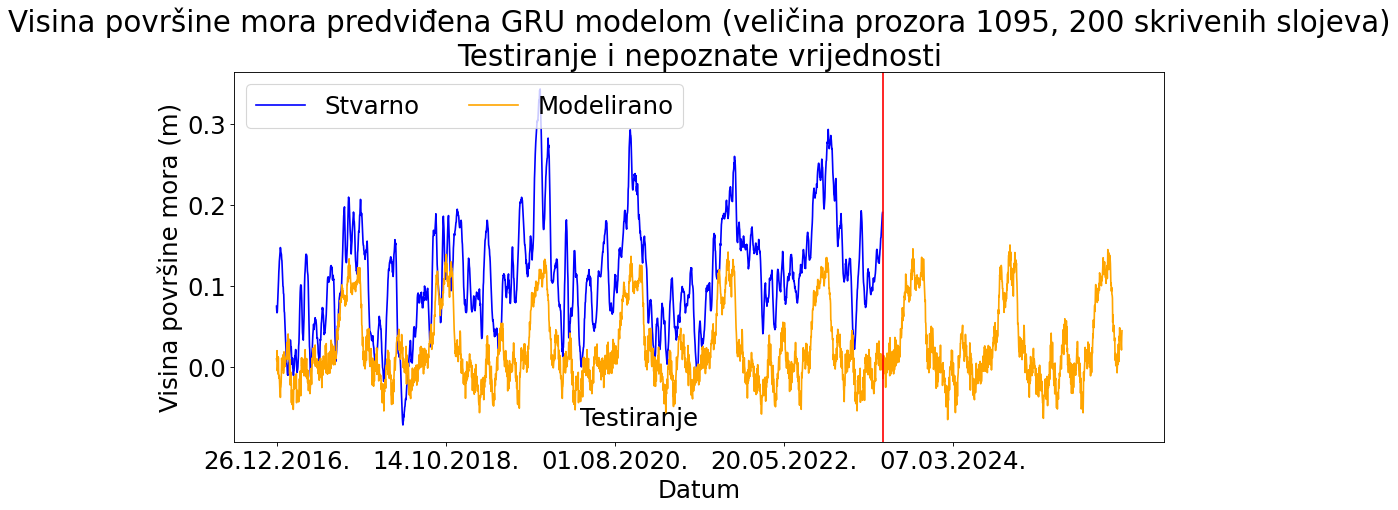 Visina površine mora predviđena GRU modelom (veličina prozora 1095, 200 skrivenih slojeva)
Testiranje i nepoznate vrijednosti
Stvarno
Modelirano
Visina površine mora (m)
0.3
0.2
0.1
0.0
Testiranje
26.12.2016.
14.10.2018.
01.08.2020.
20.05.2022.
07.03.2024.
Datum